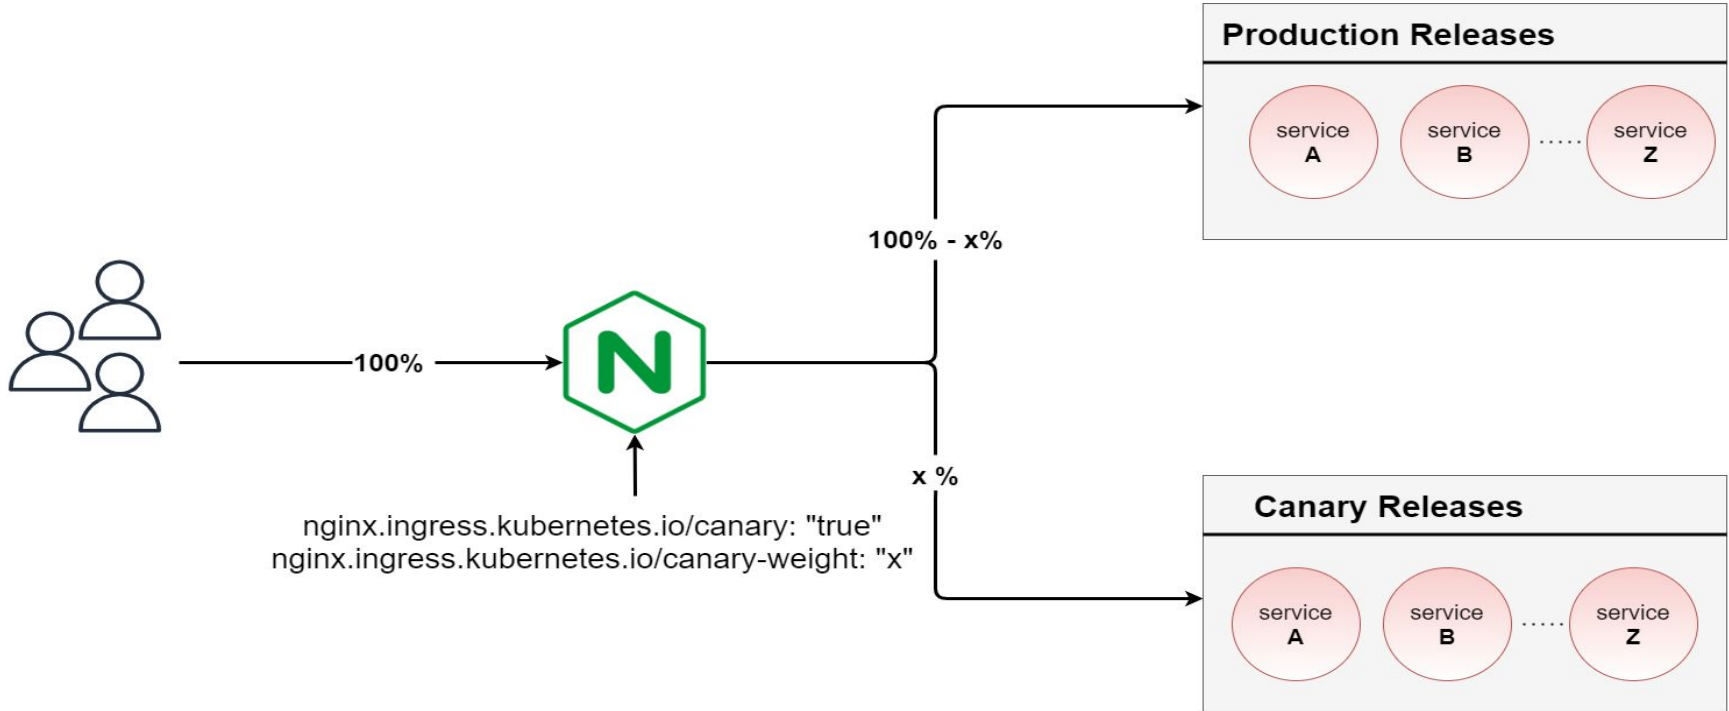 Production Releases
service
A
service
B
.....
service
Z
100% - x%
100%
N
x %
nginx.ingress.kubernetes.io/canary: "true"
nginx.ingress.kubernetes.io/canary-weight: "x"
Canary Releases
service
A
service
B
.....
service
Z